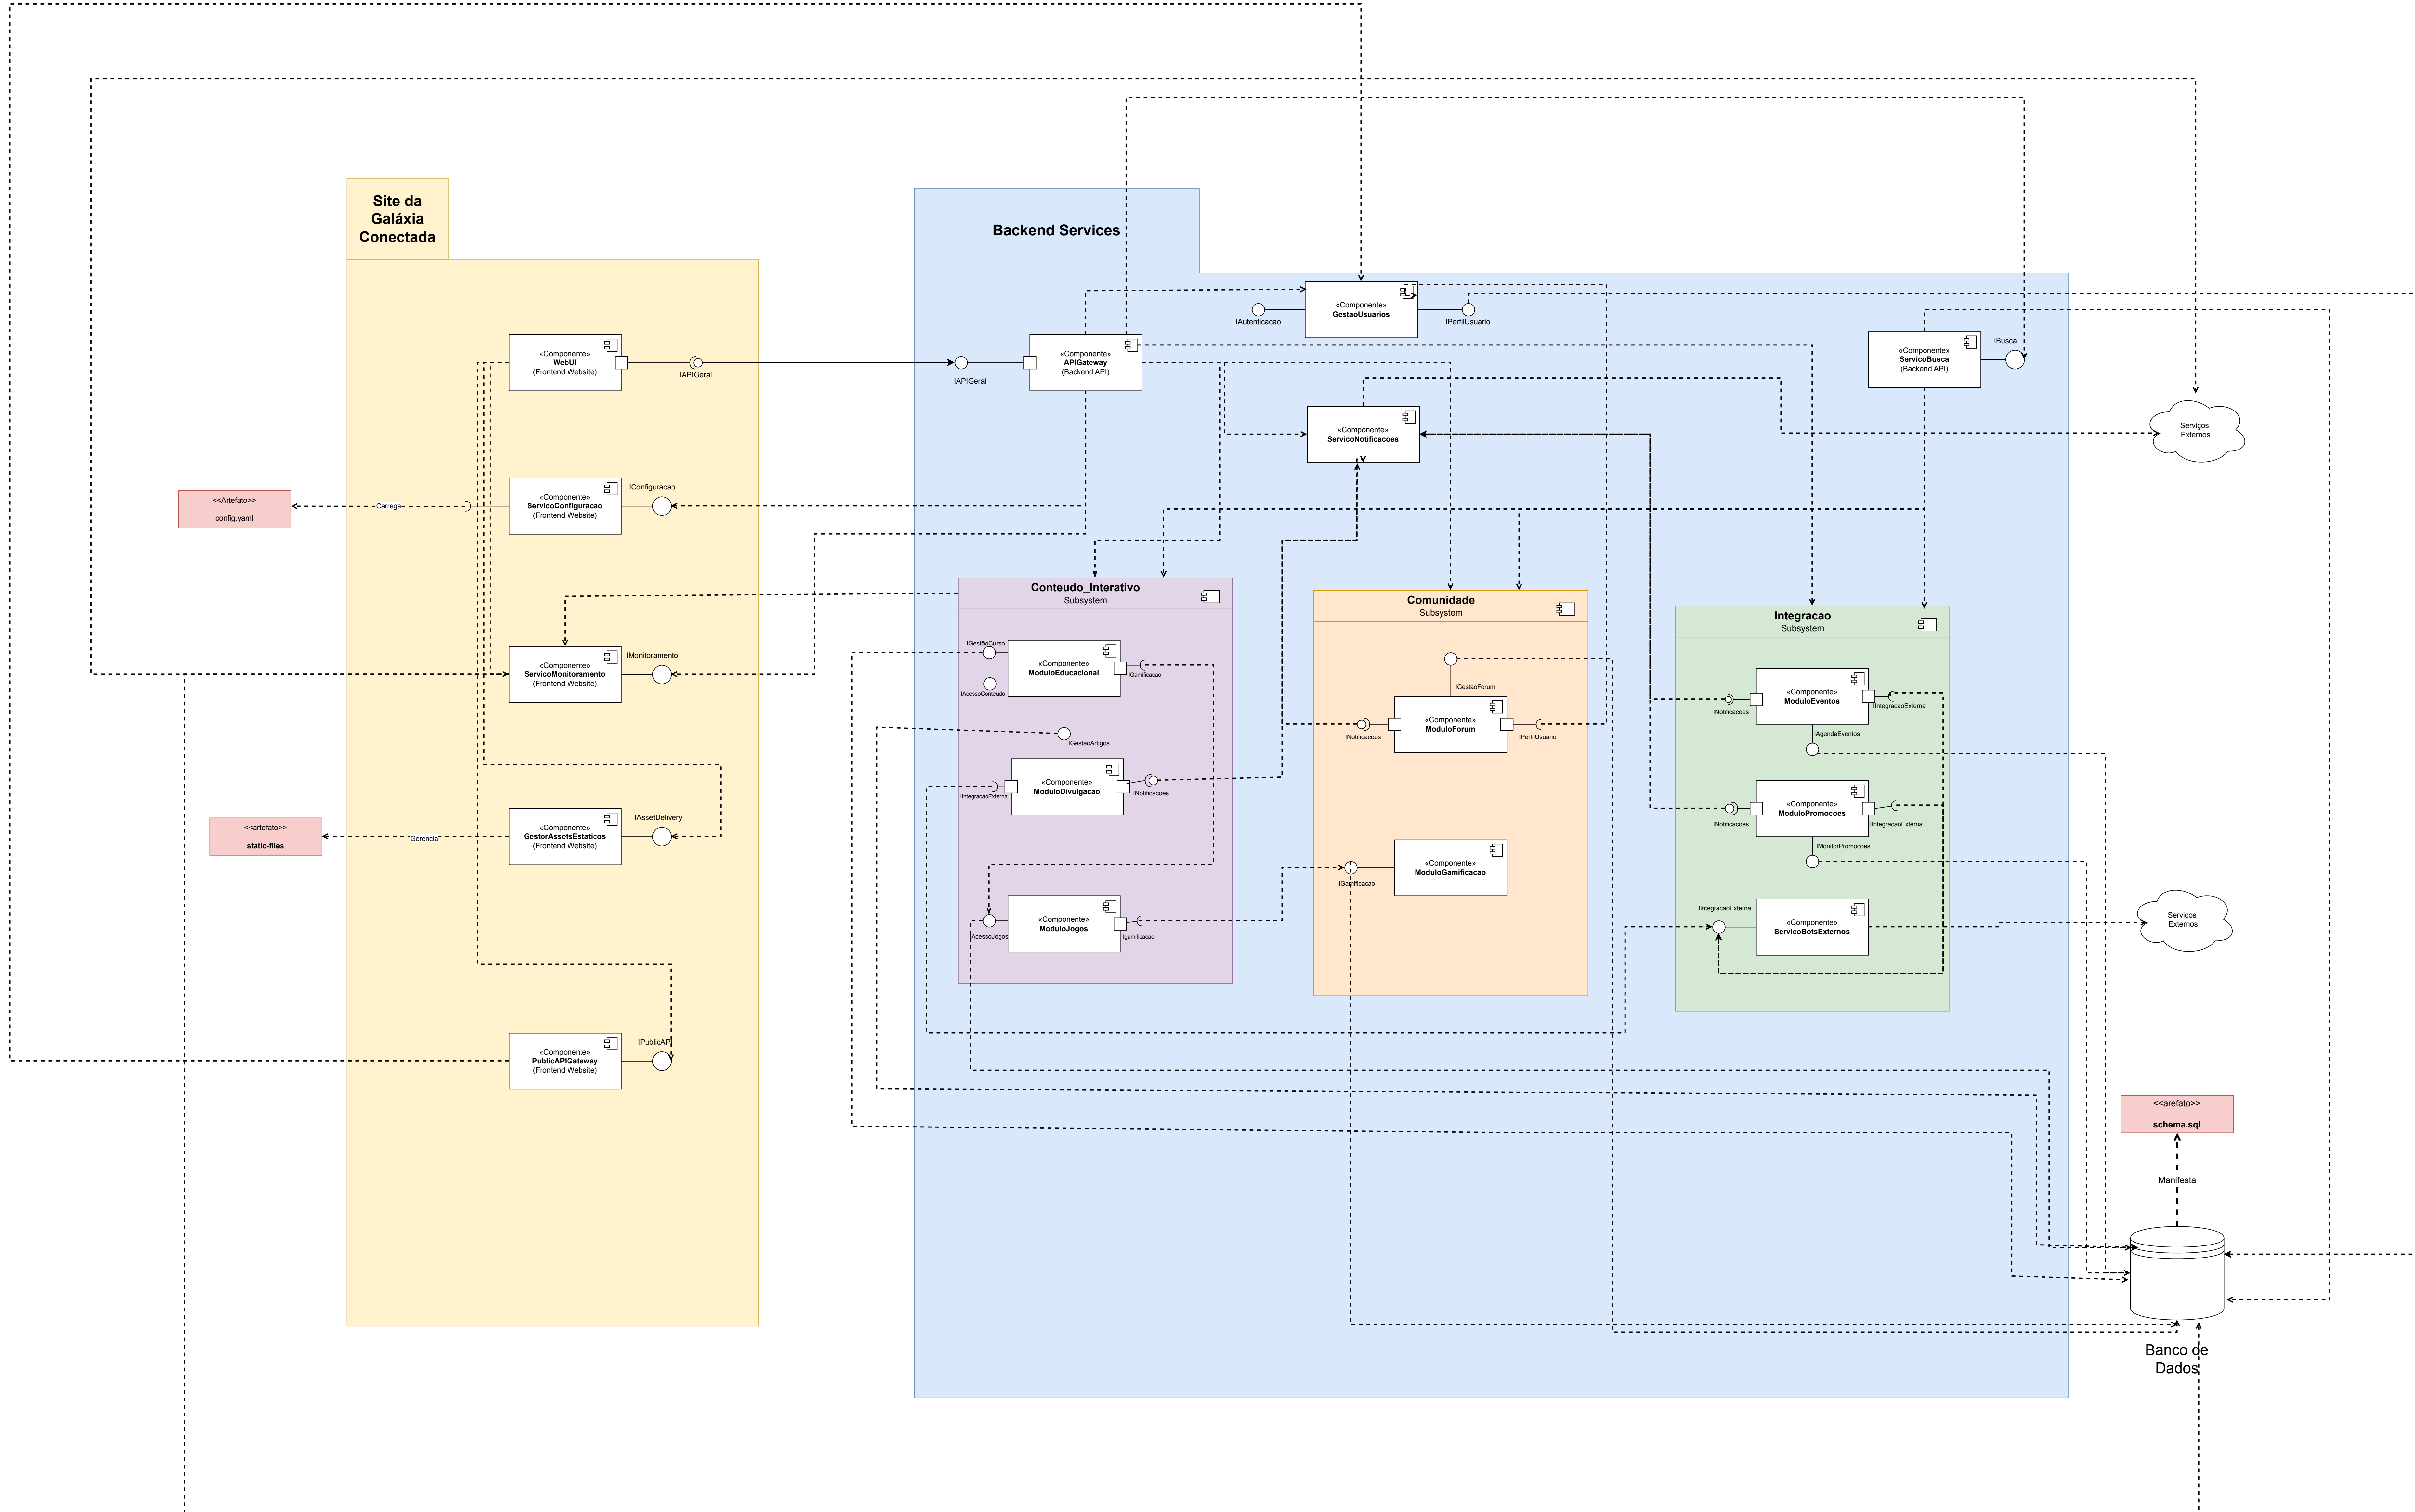 Site da
Galáxia
Conectada
Backend Services
«Componente»
WebUI
(Frontend Website)
IAPIGeral
IAPIGeral
«Componente»
APIGateway
(Backend API)
IAutenticacao
«Componente»
GestaoUsuarios
IPerfilUsuario
«Componente»
ServicoBusca
(Backend API)
IBusca
«Componente»
ServicoNotificacoes
Serviços
Externos
<<Artefato>>
config.yaml
Carrega
«Componente»
ServicoConfiguracao
(Frontend Website)
IConfiguracao
«Componente»
ServicoMonitoramento
(Frontend Website)
IMonitoramento
<<artefato>>
static-files
Gerencia
«Componente»
GestorAssetsEstaticos
(Frontend Website)
IAssetDelivery
«Componente»
PublicAPIGateway
(Frontend Website)
IPublicAPI
Conteudo_Interativo
Subsystem
IGestãoCurso
IAcessoConteudo
«Componente»
ModuloEducacional
IGamificacao
IGestaoArtigos
IIntegracaoExterna
«Componente»
ModuloDivulgacao
INotificacoes
AcessoJogos
«Componente»
ModuloJogos
Igamificacao
Comunidade
Subsystem
IGestaoForum
INotificacoes
«Componente»
ModuloForum
IPerfilUsuario
IGamificacao
«Componente»
ModuloGamificacao
Integracao
Subsystem
INotificacoes
«Componente»
ModuloEventos
IIntegracaoExterna
IAgendaEventos
INotificacoes
«Componente»
ModuloPromocoes
IIntegracaoExterna
IMonitorPromocoes
IIntegracaoExterna
«Componente»
ServicoBotsExternos
Serviços
Externos
<<arefato>>
schema.sql
Manifesta
Banco de
Dados